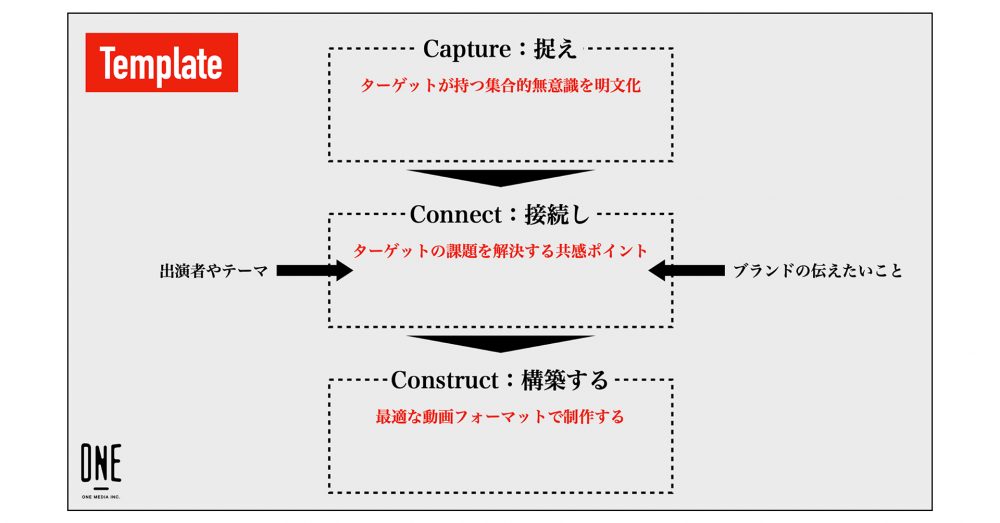 Template
Capture：捉え
ターゲットが持つ集合的無意識を明文化
Connect：接続し
ターゲットの課題を解決する共感ポイント
出演者やテーマ
ブランドの伝えたいこと
Construct：構築する
最適な動画フォーマットで制作する
ONE
ONE MEDIA INC.